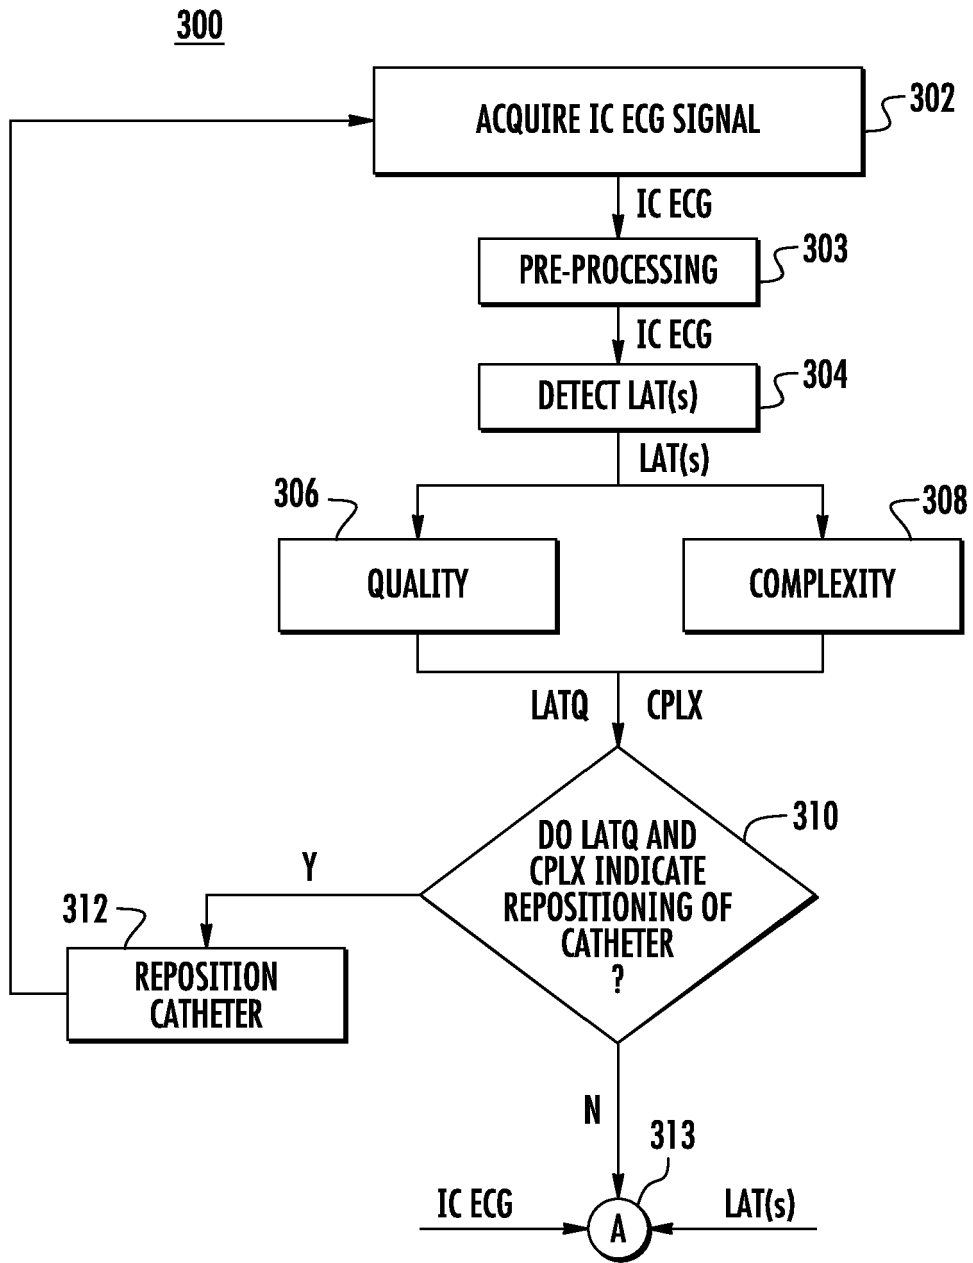 300
ACQUIRE IC ECG SIGNAL
302
IC ECG
PRE-PROCESSING
303
IC ECG
DETECT LAT(s)
304
LAT(s)
306
308
QUALITY
COMPLEXITY
LATQ
CPLX
310
DO LATQ AND
CPLX INDICATE
REPOSITIONING OF
CATHETER
?
Y
312
REPOSITION
CATHETER
N
313
IC ECG
A
LAT(s)